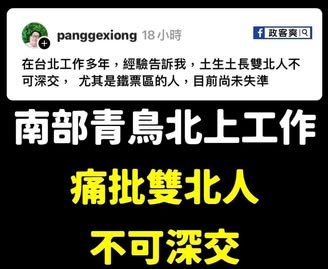 panggexiong 18小時
政客爽
在台北工作多年，經驗告訴我，土生土長雙北人不
可深交， 尤其是鐵票區的人，目前尚未失準
南部青鳥北上工作
痛批雙北人
不可深交